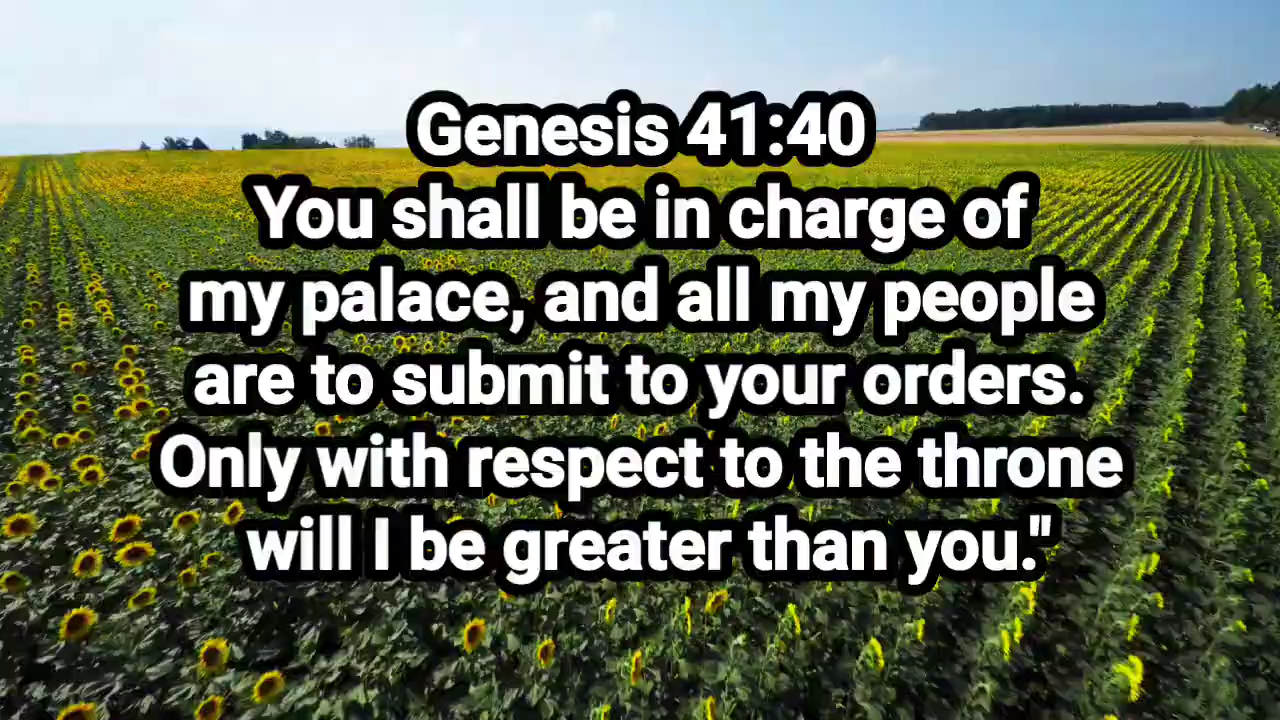 Genesis 41:40
You shall be in charge of
my palace, and all my people
are to submit to your orders.
Only with respect to the throne
will I be greater than you."